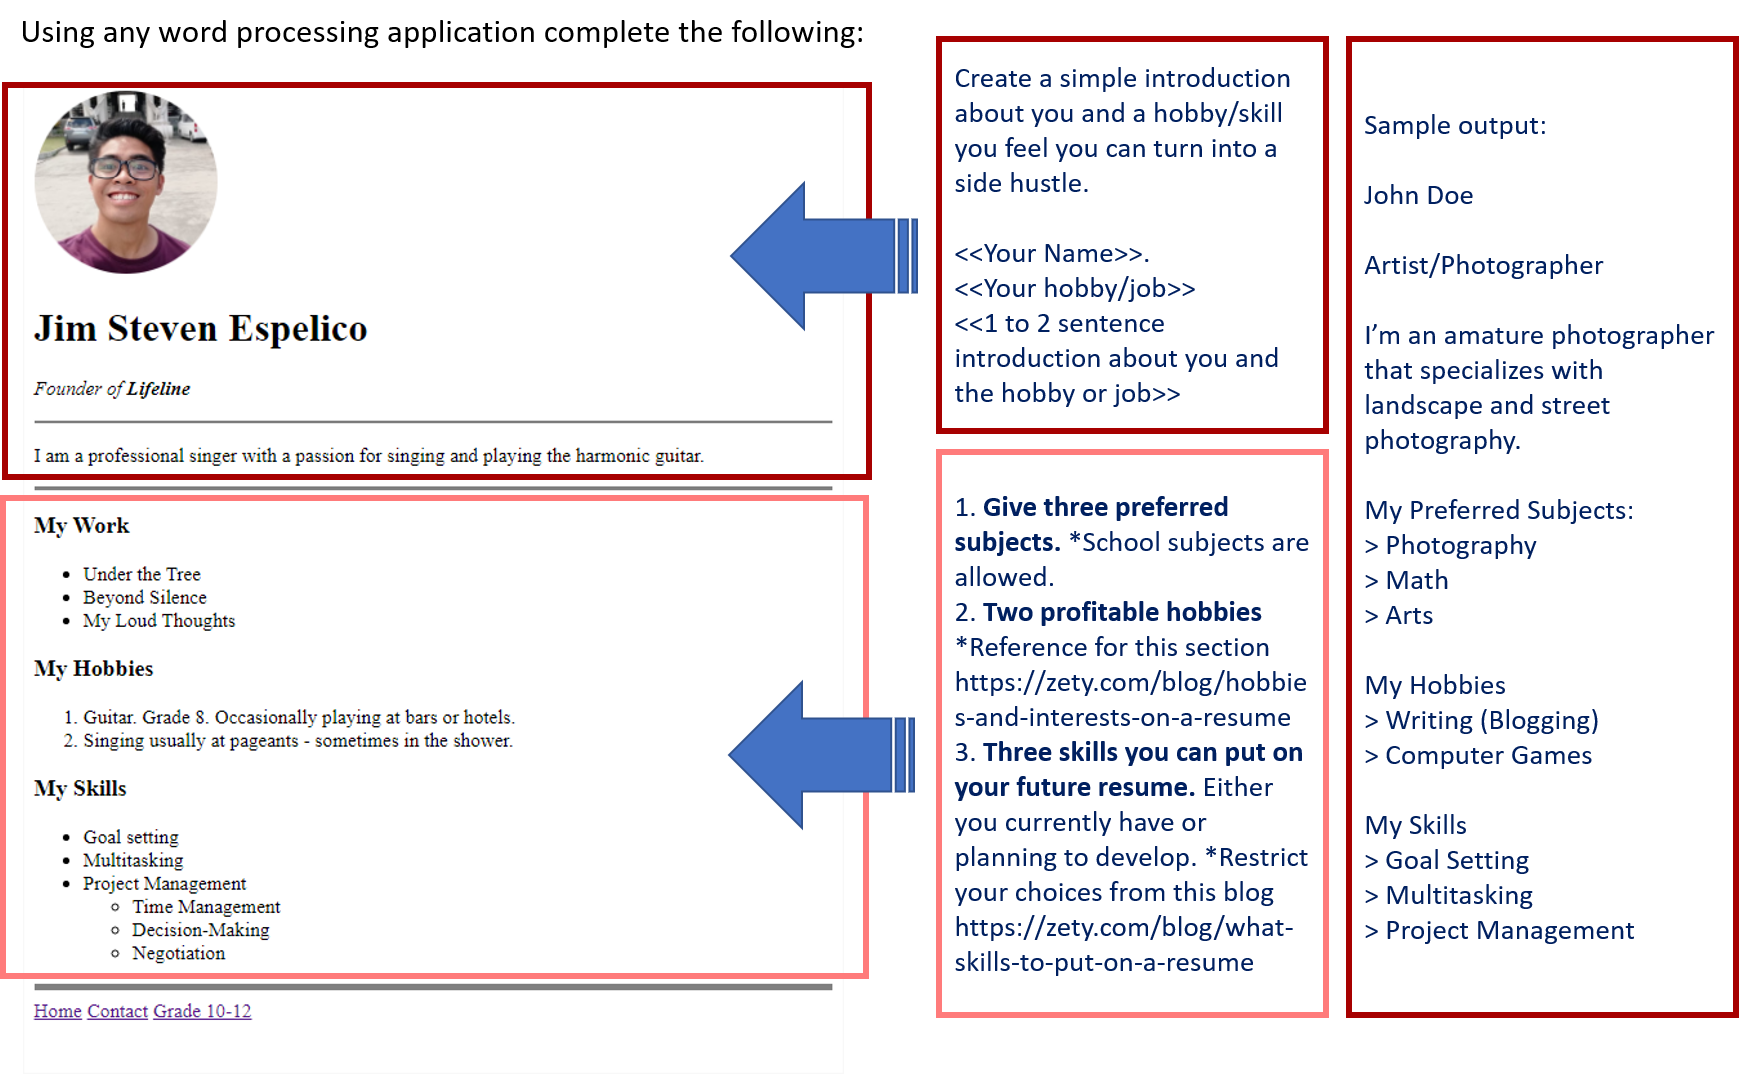 Using any word processing application complete the following:
Jim Steven Espelico
Founder of Lifeline
I am a professional singer with a passion for singing and playing the harmonic guitar.
My Work
• Under the Tree
• Beyond Silence
• My Loud Thoughts
My Hobbies
1. Guitar. Grade 8. Occasionally playing at bars or hotels.
2. Singing usually at pageants - sometimes in the shower.
My Skills
• Goal setting
• Multitasking
• Project Management
◦ Time Management
◦ Decision-Making
◦ Negotiation
Home Contact Grade 10-12
Create a simple introduction
about you and a hobby/skill
you feel you can turn into a
side hustle.
<<Your Name>>.
<<Your hobby/job>>
<<1 to 2 sentence
introduction about you and
the hobby or job>>
1. Give three preferred
subjects. *School subjects are
allowed.
2. Two profitable hobbies
*Reference for this section
https://zety.com/blog/hobbie
s-and-interests-on-a-resume
3. Three skills you can put on
your future resume. Either
you currently have or
planning to develop. *Restrict
your choices from this blog
https://zety.com/blog/what-
skills-to-put-on-a-resume
Sample output:
John Doe
Artist/Photographer
I’m an amature photographer
that specializes with
landscape and street
photography.
My Preferred Subjects:
> Photography
> Math
> Arts
My Hobbies
> Writing (Blogging)
> Computer Games
My Skills
> Goal Setting
> Multitasking
> Project Management